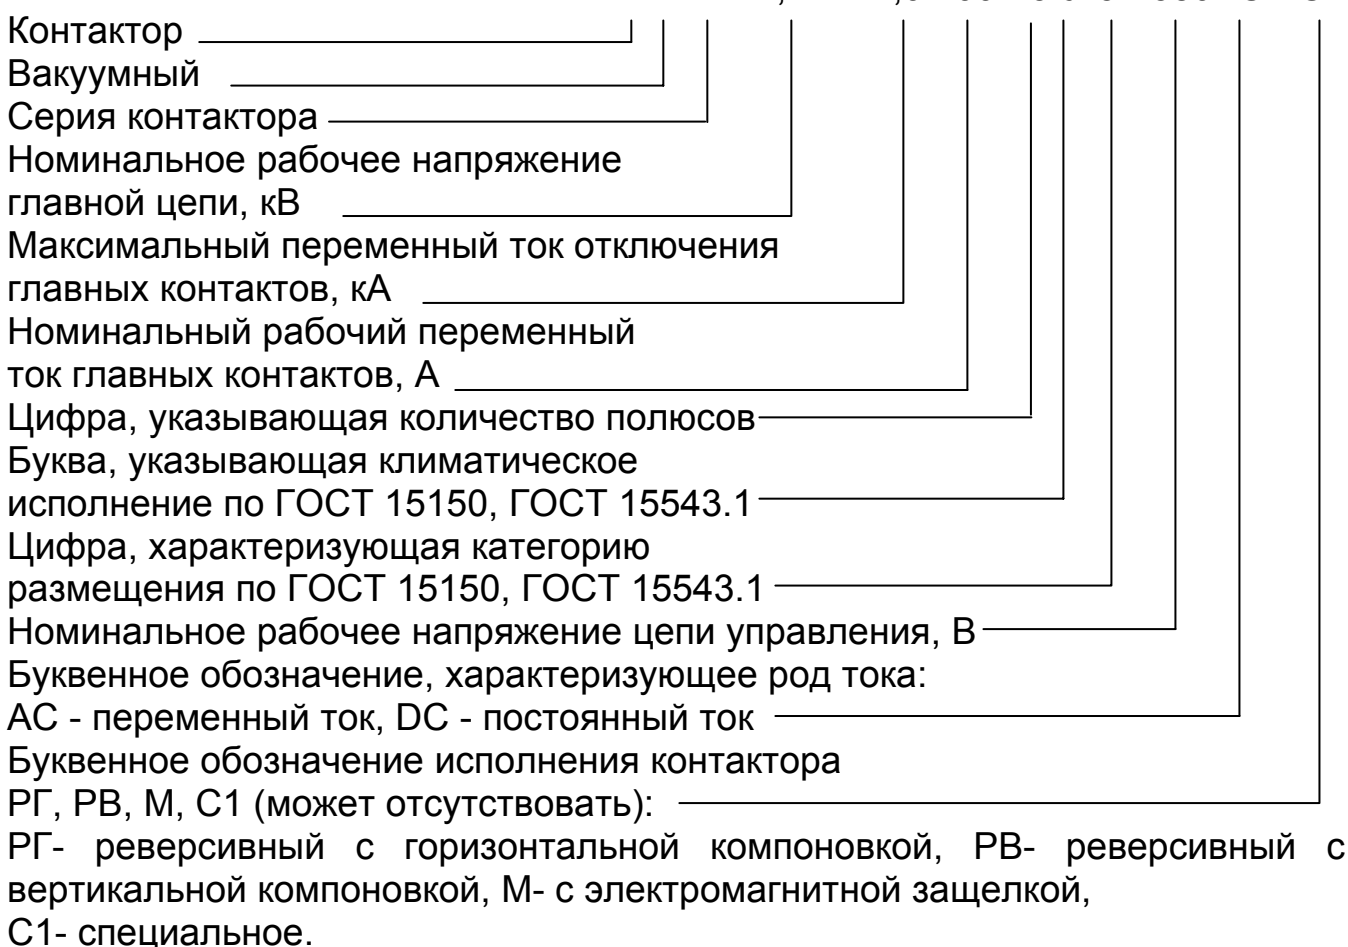 Контактор
Вакуумный
Серия контактора
Номинальное рабочее напряжение
главной цепи, кВ
Максимальный переменный ток отключения
главных контактов, кА
Номинальный рабочий переменный
ток главных контактов, А
Цифра, указывающая количество полюсов
Буква, указывающая климатическое
исполнение по ГОСТ 15150, ГОСТ 15543.1
Цифра, характеризующая категорию
размещения по ГОСТ 15150, ГОСТ 15543.1
Номинальное рабочее напряжение цепи управления, В
Буквенное обозначение, характеризующее род тока:
АС - переменный ток, DC - постоянный ток
Буквенное обозначение исполнения контактора
РГ, РВ, М, С1 (может отсутствовать):
РГ- реверсивный с горизонтальной компоновкой, РВ- реверсивный с
вертикальной компоновкой, М- с электромагнитной защелкой,
С1- специальное.